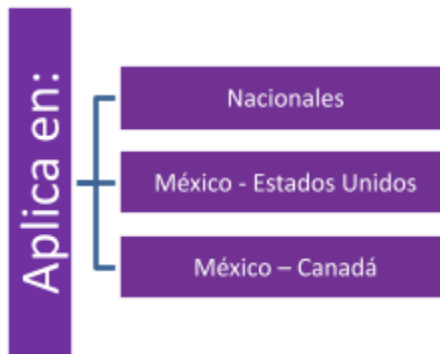 Aplica en:
Nacionales
México - Estados Unidos
México – Canadá